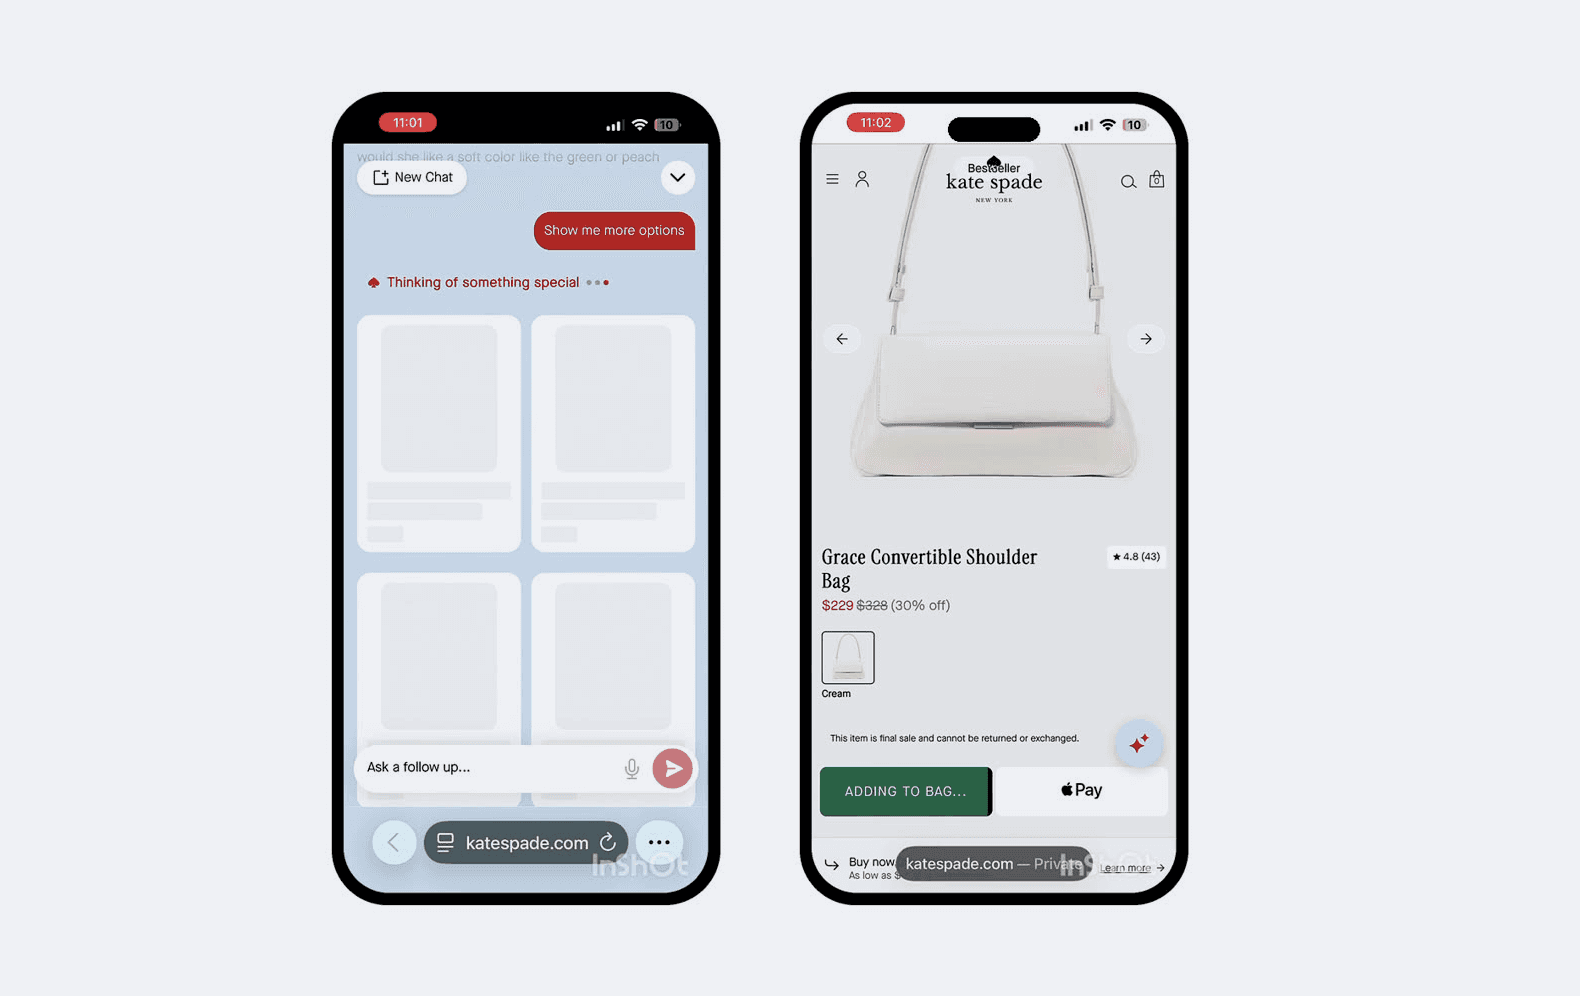 11:01
10
would she like a soft color like the green or peach
New Chat
Show me more options
Thinking of something special
Ask a follow up...
katespade.com
InShOt
11:02
10
Bestseller
kate spade
NEW YORK
0
Grace Convertible Shoulder
Bag
★ 4.8 (43)
$229 $328 (30% off)
Cream
This item is final sale and cannot be returned or exchanged.
ADDING TO BAG...
Pay
Buy now
katespade.com — Private
As low as $
Learn more